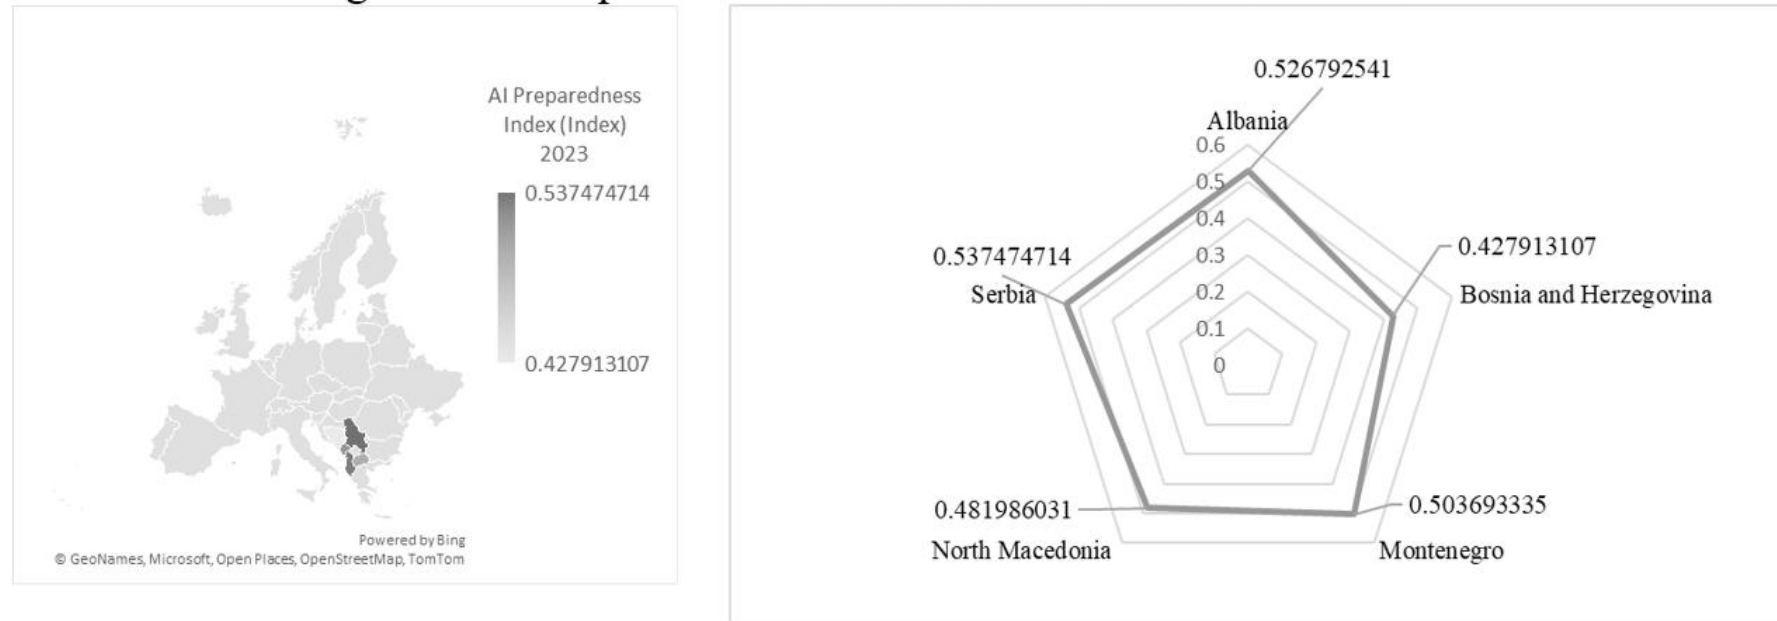 AI Preparedness
Index (Index)
2023
0.537474714
0.427913107
Powered by Bing
© GeoNames, Microsoft, Open Places, OpenStreetMap, TomTom
0.526792541
Albania
0.6
0.5
0.4
0.3
0.2
0.1
0
0.427913107
Bosnia and Herzegovina
0.503693335
Montenegro
0.481986031
North Macedonia
0.537474714
Serbia